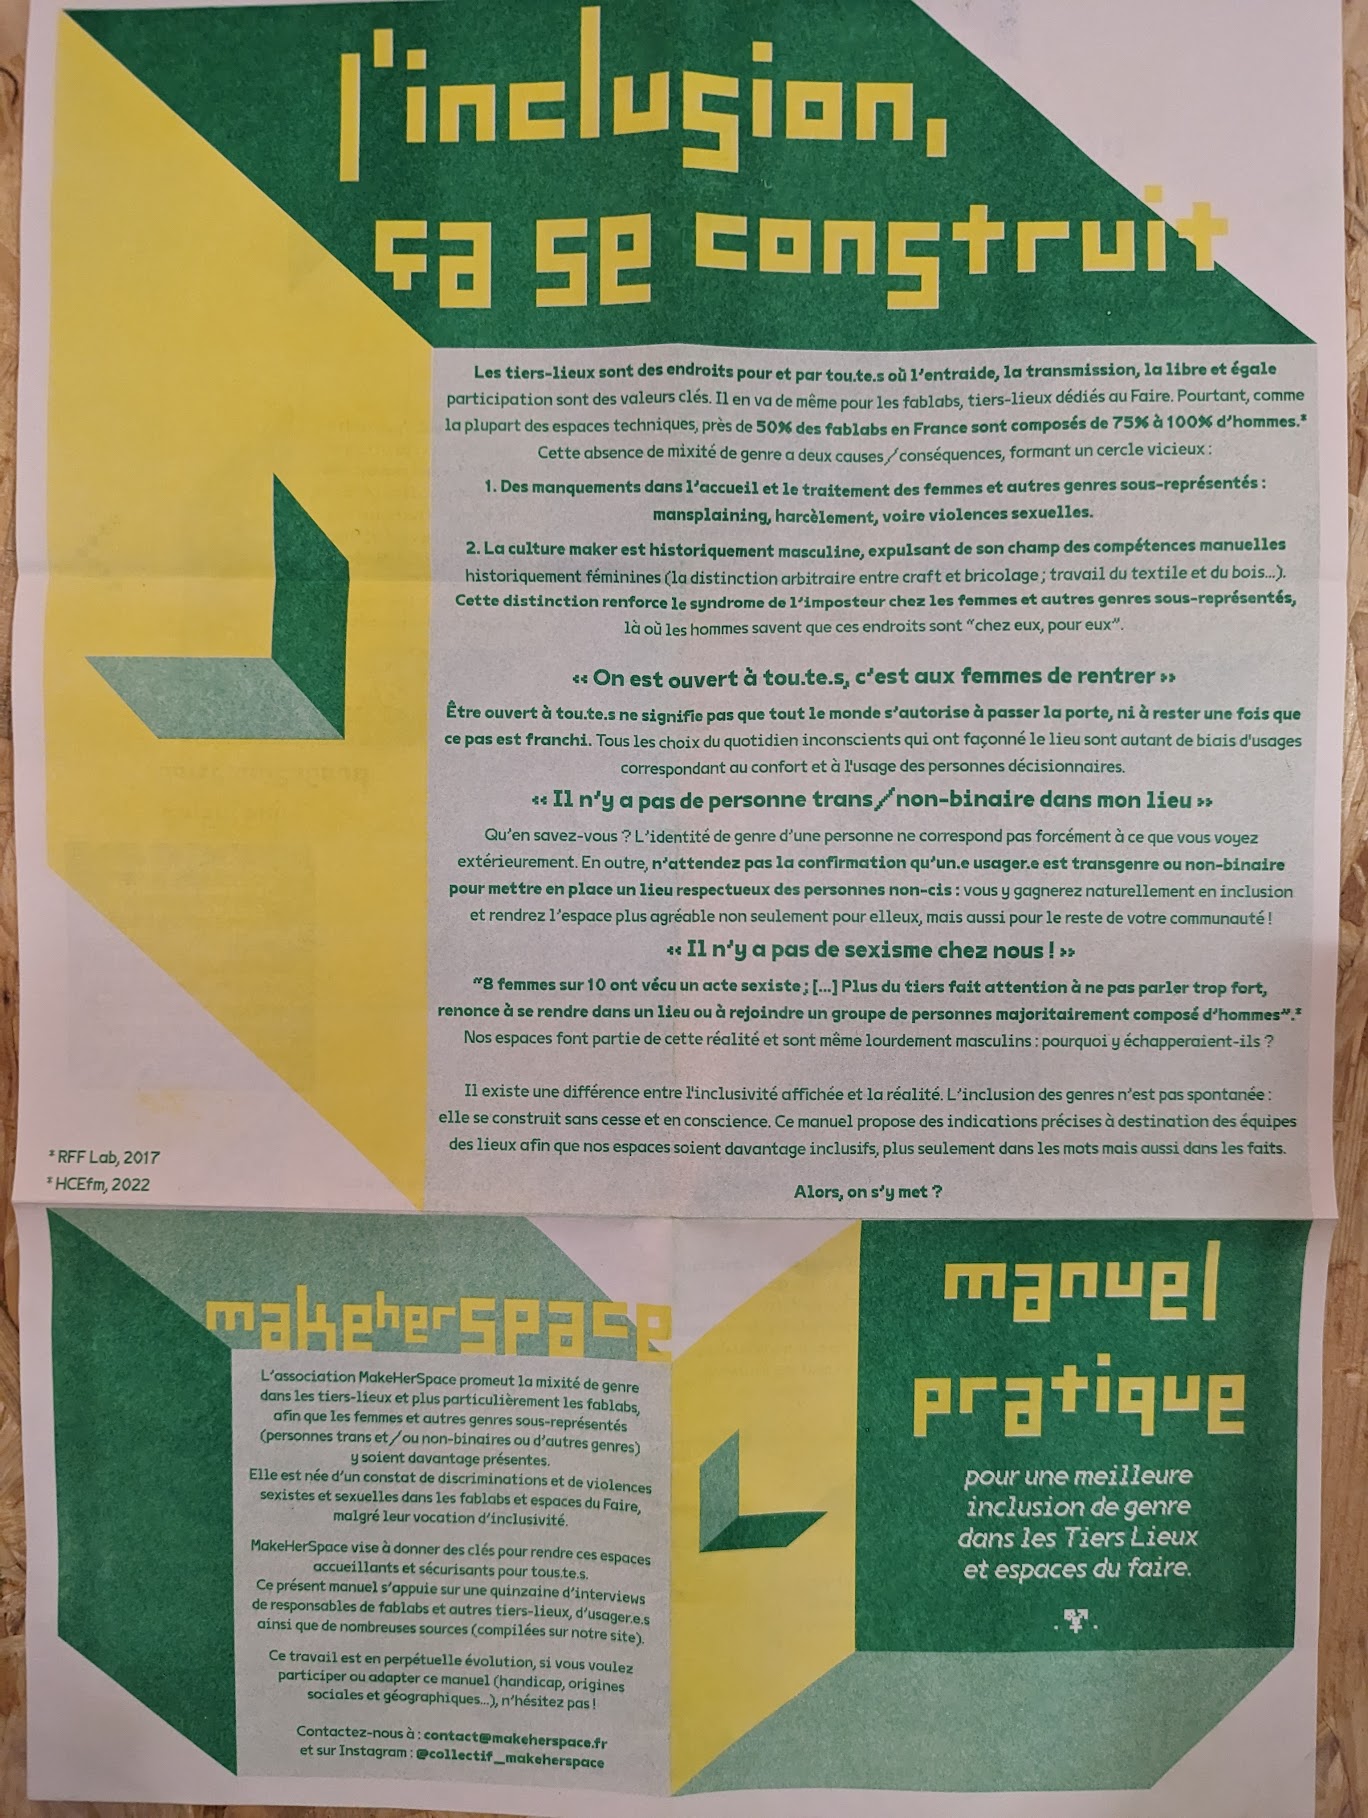 l'inclusion,
ça se construit
Les tiers-lieux sont des endroits pour et par tou.te.s où l'entraide, la transmission, la libre et égale
participation sont des valeurs clés. Il en va de même pour les fablabs, tiers-lieux dédiés au Faire. Pourtant, comme
la plupart des espaces techniques, près de 50% des fablabs en France sont composés de 75% à 100% d'hommes.*
Cette absence de mixité de genre a deux causes/conséquences, formant un cercle vicieux :
1. Des manquements dans l'accueil et le traitement des femmes et autres genres sous-représentés :
mansplaining, harcèlement, voire violences sexuelles.
2. La culture maker est historiquement masculine, expulsant de son champ des compétences manuelles
historiquement féminines (la distinction arbitraire entre craft et bricolage ; travail du textile et du bois...).
Cette distinction renforce le syndrome de l'imposteur chez les femmes et autres genres sous-représentés,
là où les hommes savent que ces endroits sont "chez eux, pour eux".
« On est ouvert à tou.te.s, c'est aux femmes de rentrer »
Être ouvert à tou.te.s ne signifie pas que tout le monde s'autorise à passer la porte, ni à rester une fois que
ce pas est franchi. Tous les choix du quotidien inconscients qui ont façonné le lieu sont autant de biais d'usages
correspondant au confort et à l'usage des personnes décisionnaires.
« Il n'y a pas de personne trans/non-binaire dans mon lieu »
Qu'en savez-vous ? L'identité de genre d'une personne ne correspond pas forcément à ce que vous voyez
extérieurement. En outre, n'attendez pas la confirmation qu'un.e usager.e est transgenre ou non-binaire
pour mettre en place un lieu respectueux des personnes non-cis : vous y gagnerez naturellement en inclusion
et rendrez l'espace plus agréable non seulement pour elleux, mais aussi pour le reste de votre communauté !
« Il n'y a pas de sexisme chez nous ! »
"8 femmes sur 10 ont vécu un acte sexiste ; [...] Plus du tiers fait attention à ne pas parler trop fort,
renonce à se rendre dans un lieu ou à rejoindre un groupe de personnes majoritairement composé d'hommes".*
Nos espaces font partie de cette réalité et sont même lourdement masculins : pourquoi y échapperaient-ils ?
Il existe une différence entre l'inclusivité affichée et la réalité. L'inclusion des genres n'est pas spontanée :
elle se construit sans cesse et en conscience. Ce manuel propose des indications précises à destination des équipes
des lieux afin que nos espaces soient davantage inclusifs, plus seulement dans les mots mais aussi dans les faits.
Alors, on s'y met ?
* RFF Lab, 2017
* HCEfm, 2022
makeherspace
L'association MakeHerSpace promeut la mixité de genre
dans les tiers-lieux et plus particulièrement les fablabs,
afin que les femmes et autres genres sous-représentés
(personnes trans et/ou non-binaires ou d'autres genres)
y soient davantage présentes.
Elle est née d'un constat de discriminations et de violences
sexistes et sexuelles dans les fablabs et espaces du Faire,
malgré leur vocation d'inclusivité.
MakeHerSpace vise à donner des clés pour rendre ces espaces
accueillants et sécurisants pour tous.te.s.
Ce présent manuel s'appuie sur une quinzaine d'interviews
de responsables de fablabs et autres tiers-lieux, d'usager.e.s
ainsi que de nombreuses sources (compilées sur notre site).
Ce travail est en perpétuelle évolution, si vous voulez
participer ou adapter ce manuel (handicap, origines
sociales et géographiques...), n'hésitez pas !
Contactez-nous à : contact@makeherspace.fr
et sur Instagram : @collectif_makeherspace
manuel
pratique
pour une meilleure
inclusion de genre
dans les Tiers Lieux
et espaces du faire.